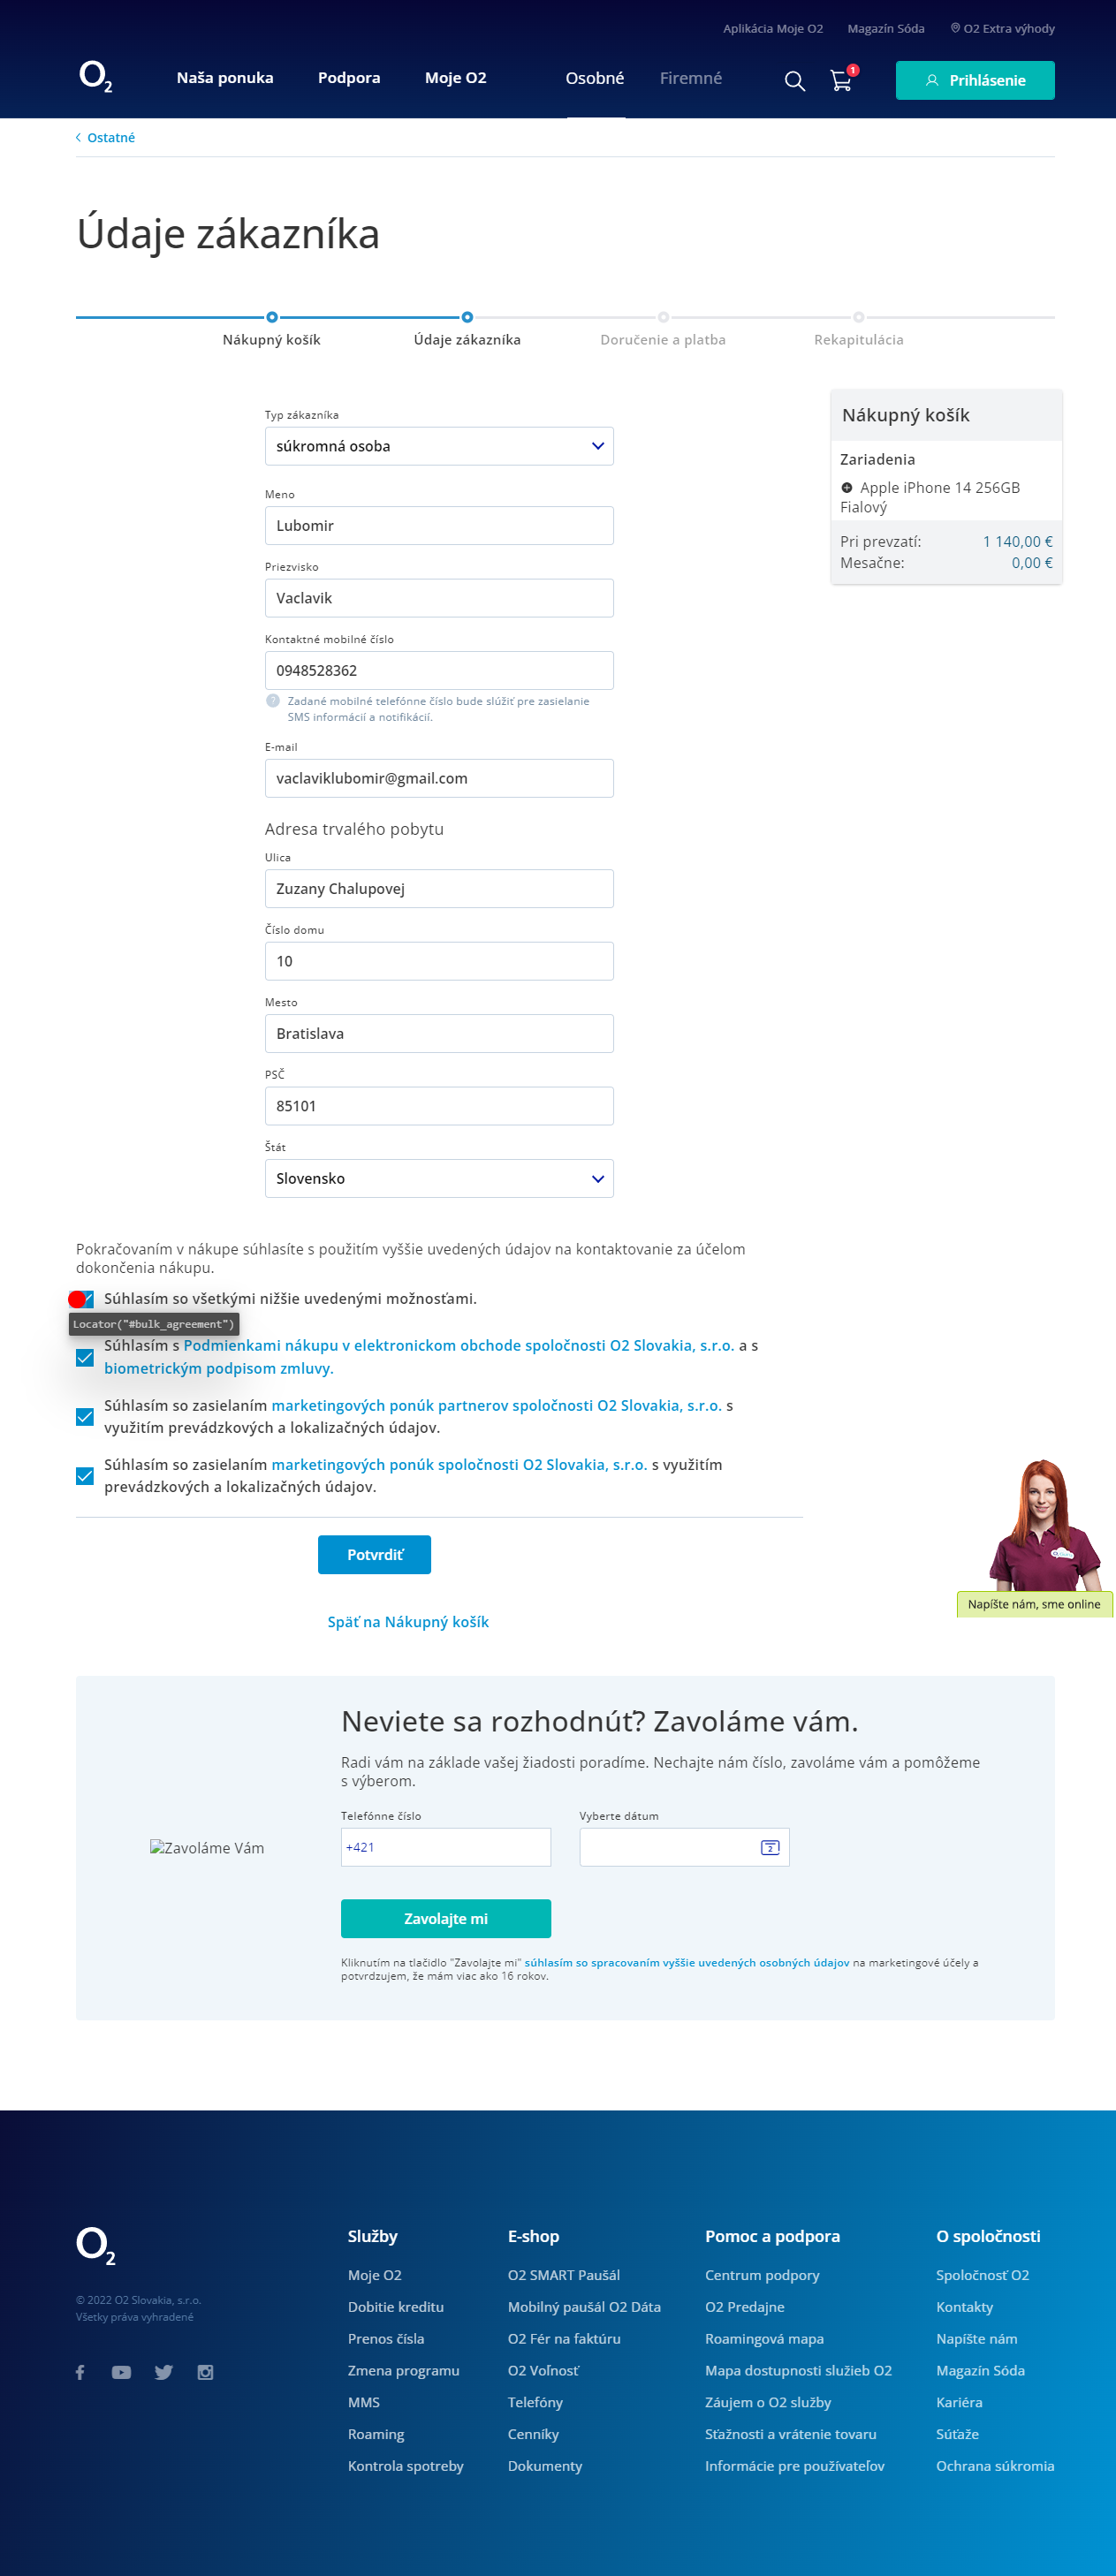 Aplikácia Moje O2 Magazín Sóda O2 Extra výhody
O2 Naša ponuka Podpora Moje O2 Osobné Firemné 1 Prihlásenie
Ostatné
Údaje zákazníka
Nákupný košík Údaje zákazníka Doručenie a platba Rekapitulácia
Typ zákazníka
súkromná osoba
Meno
Lubomir
Priezvisko
Vaclavik
Kontaktné mobilné číslo
0948528362
? Zadané mobilné telefónne číslo bude slúžiť pre zasielanie
SMS informácií a notifikácií.
E-mail
vaclaviklubomir@gmail.com
Adresa trvalého pobytu
Ulica
Zuzany Chalupovej
Číslo domu
10
Mesto
Bratislava
PSČ
85101
Štát
Slovensko
Nákupný košík
Zariadenia
Apple iPhone 14 256GB
Fialový
Pri prevzatí: 1 140,00 €
Mesačne: 0,00 €
Pokračovaním v nákupe súhlasíte s použitím vyššie uvedených údajov na kontaktovanie za účelom
dokončenia nákupu.
Súhlasím so všetkými nižšie uvedenými možnosťami.
Locator("#bulk_agreement")
Súhlasím s Podmienkami nákupu v elektronickom obchode spoločnosti O2 Slovakia, s.r.o. a s
biometrickým podpisom zmluvy.
Súhlasím so zasielaním marketingových ponúk partnerov spoločnosti O2 Slovakia, s.r.o. s
využitím prevádzkových a lokalizačných údajov.
Súhlasím so zasielaním marketingových ponúk spoločnosti O2 Slovakia, s.r.o. s využitím
prevádzkových a lokalizačných údajov.
Potvrdiť
Napíšte nám, sme online
Späť na Nákupný košík
Neviete sa rozhodnúť? Zavoláme vám.
Radi vám na základe vašej žiadosti poradíme. Nechajte nám číslo, zavoláme vám a pomôžeme
s výberom.
Telefónne číslo Vyberte dátum
Zavoláme Vám +421 2
Zavolajte mi
Kliknutím na tlačidlo "Zavolajte mi" súhlasím so spracovaním vyššie uvedených osobných údajov na marketingové účely a
potvrdzujem, že mám viac ako 16 rokov.
O2
© 2022 O2 Slovakia, s.r.o.
Všetky práva vyhradené
Služby
Moje O2
Dobitie kreditu
Prenos čísla
Zmena programu
MMS
Roaming
Kontrola spotreby
E-shop
O2 SMART Paušál
Mobilný paušál O2 Dáta
O2 Fér na faktúru
O2 Voľnosť
Telefóny
Cenníky
Dokumenty
Pomoc a podpora
Centrum podpory
O2 Predajne
Roamingová mapa
Mapa dostupnosti služieb O2
Záujem o O2 služby
Sťažnosti a vrátenie tovaru
Informácie pre používateľov
O spoločnosti
Spoločnosť O2
Kontakty
Napíšte nám
Magazín Sóda
Kariéra
Súťaže
Ochrana súkromia